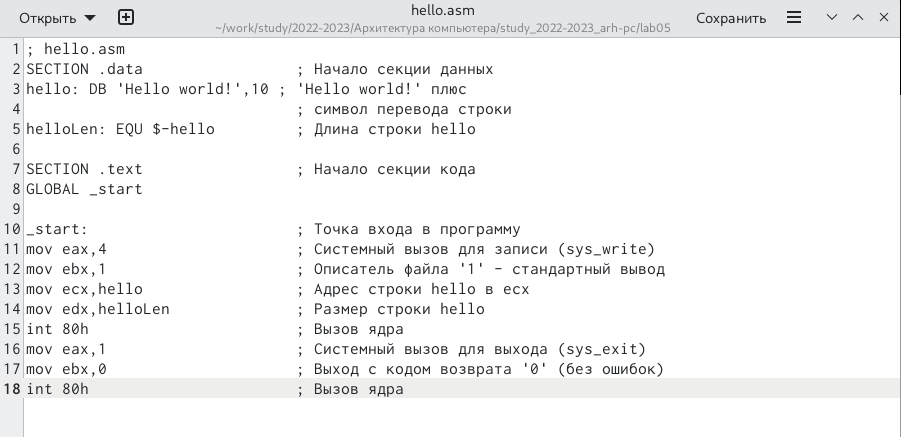 Открыть
hello.asm
~/work/study/2022-2023/Архитектура компьютера/study_2022-2023_arh-pc/lab05
Сохранить
1 ; hello.asm
2 SECTION .data ; Начало секции данных
3 hello: DB 'Hello world!',10 ; 'Hello world!' плюс
4 ; символ перевода строки
5 helloLen: EQU $-hello ; Длина строки hello
6
7 SECTION .text ; Начало секции кода
8 GLOBAL _start
9
10 _start: ; Точка входа в программу
11 mov eax,4 ; Системный вызов для записи (sys_write)
12 mov ebx,1 ; Описатель файла '1' - стандартный вывод
13 mov ecx,hello ; Адрес строки hello в ecx
14 mov edx,helloLen ; Размер строки hello
15 int 80h ; Вызов ядра
16 mov eax,1 ; Системный вызов для выхода (sys_exit)
17 mov ebx,0 ; Выход с кодом возврата '0' (без ошибок)
18 int 80h ; Вызов ядра